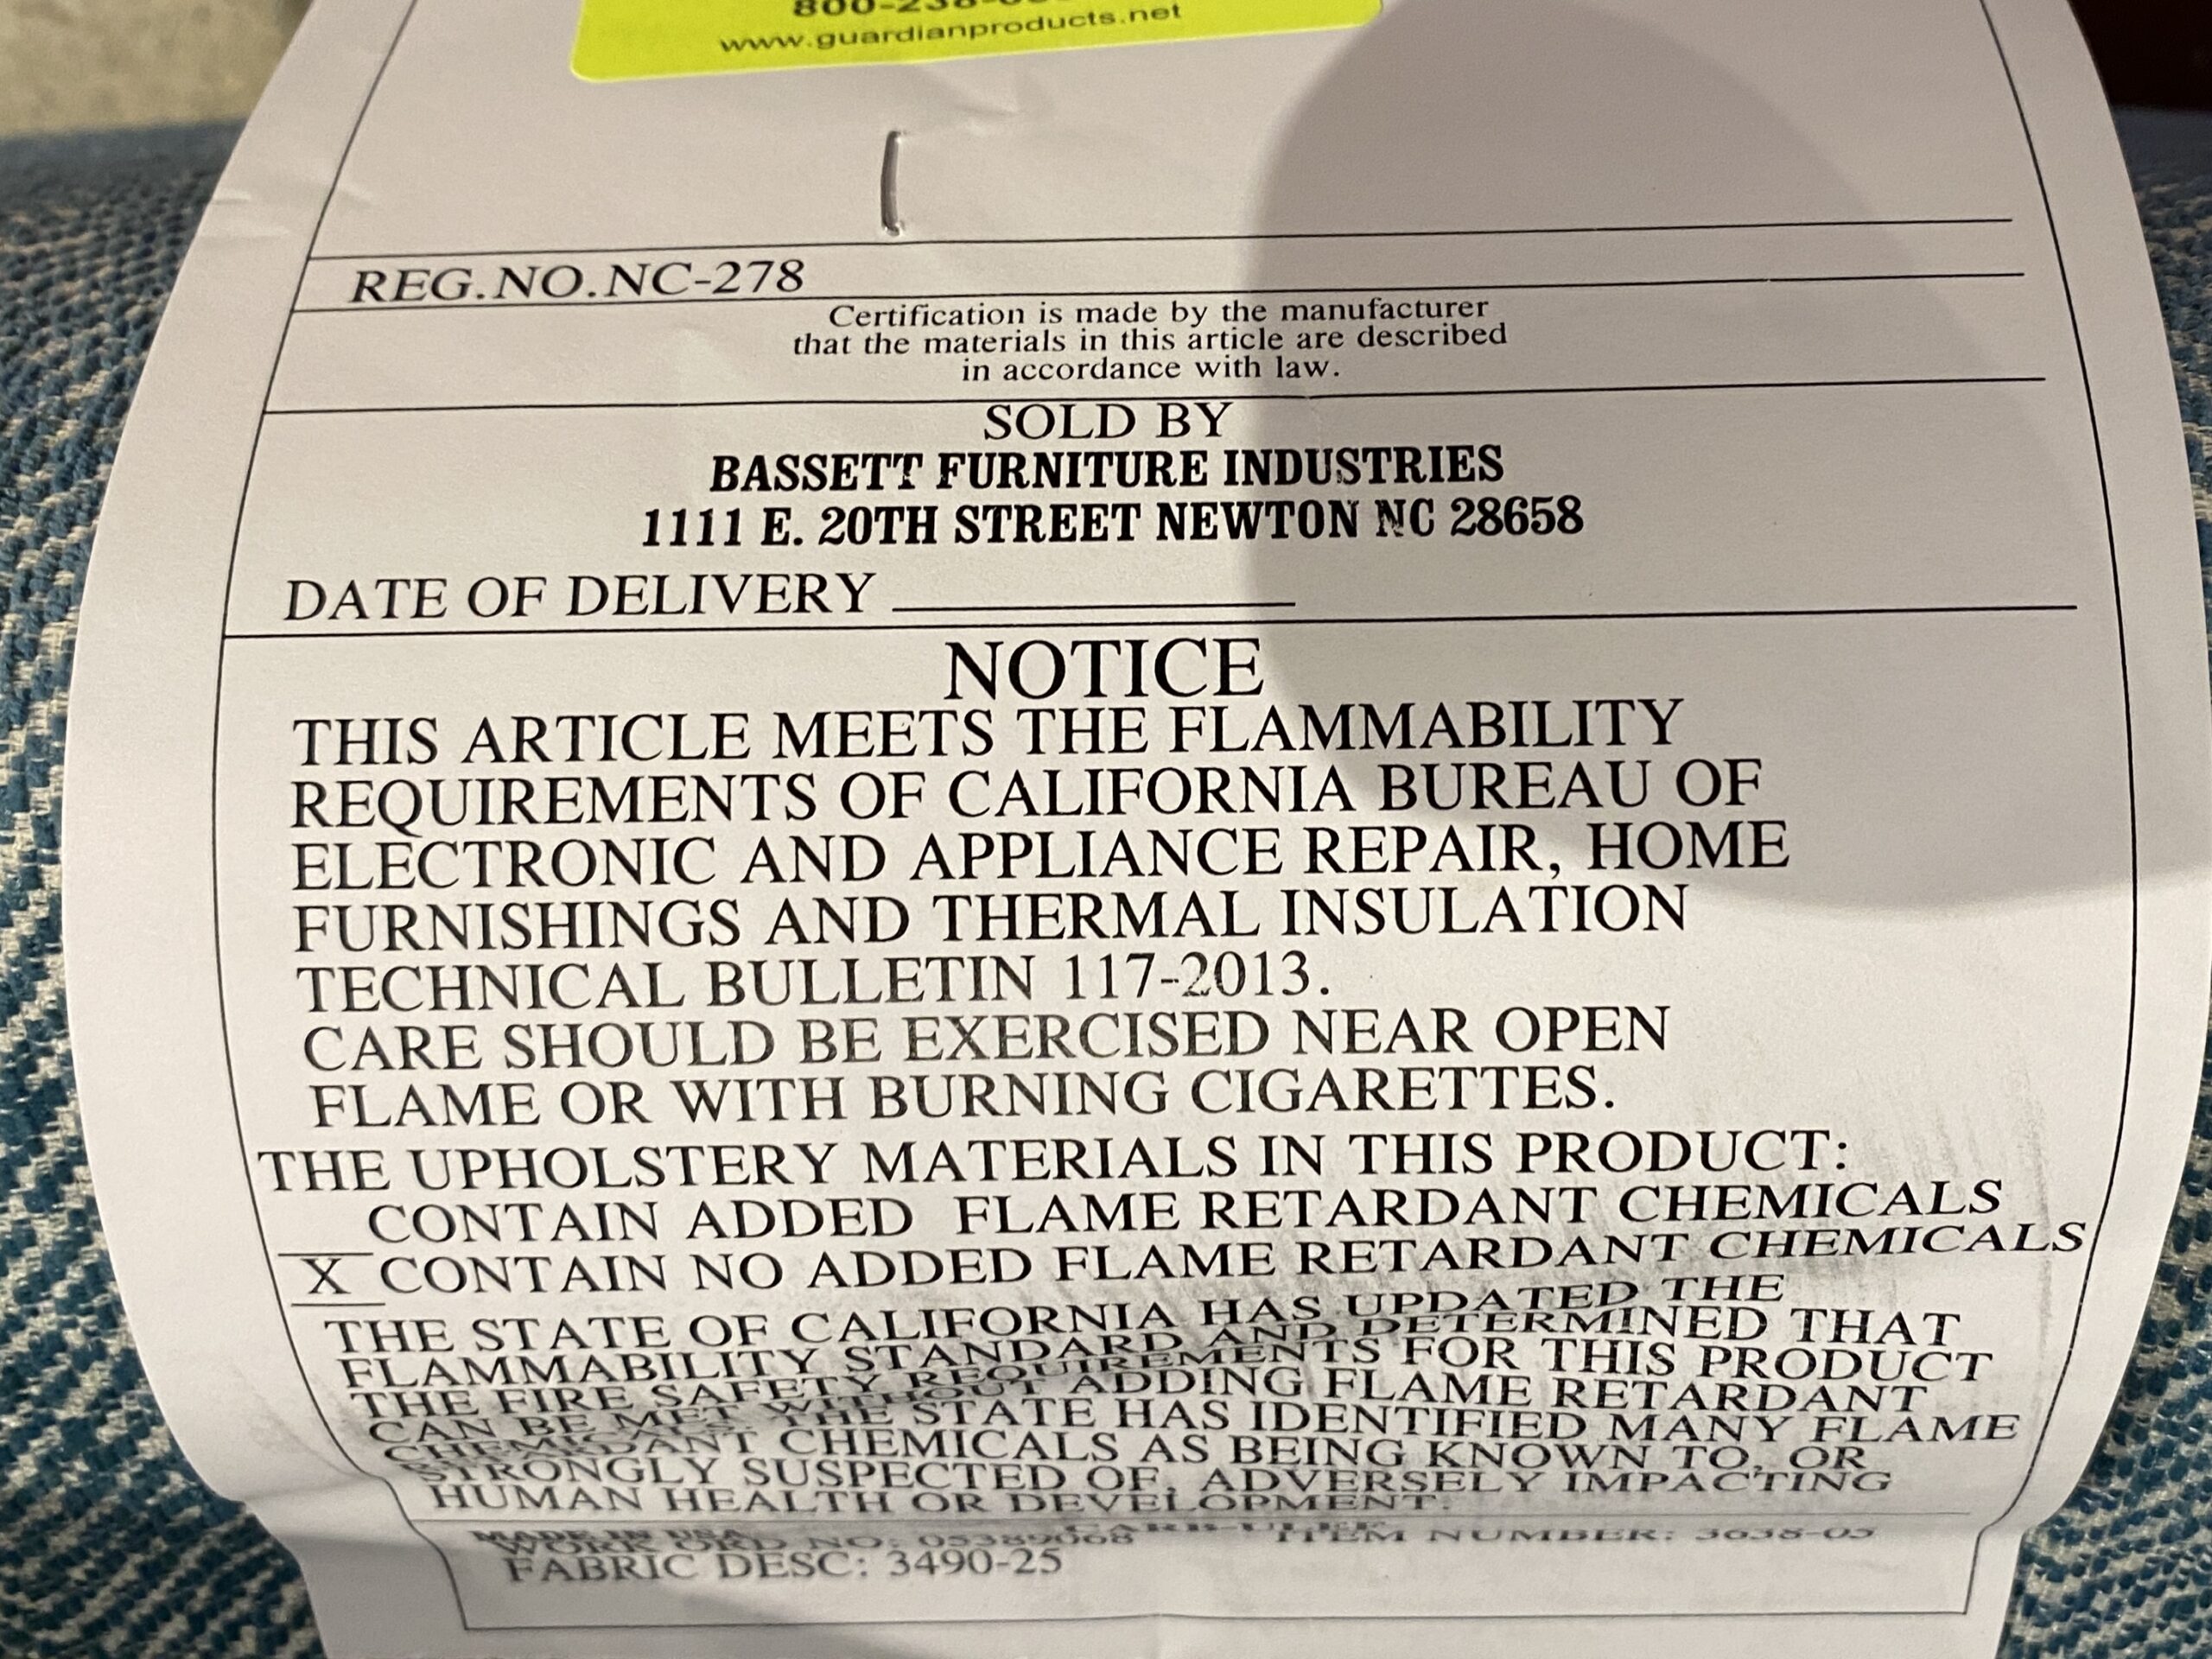 www.guardianproducts.net
REG.NO.NC-278
Certification is made by the manufacturer
that the materials in this article are described
in accordance with law.
SOLD BY
BASSETT FURNITURE INDUSTRIES
1111 E. 20TH STREET NEWTON NC 28658
DATE OF DELIVERY
NOTICE
THIS ARTICLE MEETS THE FLAMMABILITY
REQUIREMENTS OF CALIFORNIA BUREAU OF
ELECTRONIC AND APPLIANCE REPAIR, HOME
FURNISHINGS AND THERMAL INSULATION
TECHNICAL BULLETIN 117-2013.
CARE SHOULD BE EXERCISED NEAR OPEN
FLAME OR WITH BURNING CIGARETTES.
THE UPHOLSTERY MATERIALS IN THIS PRODUCT:
CONTAIN ADDED FLAME RETARDANT CHEMICALS
X CONTAIN NO ADDED FLAME RETARDANT CHEMICALS
THE STATE OF CALIFORNIA HAS UPDATED THE
FLAMMABILITY STANDARD AND DETERMINED THAT
THE FIRE SAFETY REQUIREMENTS FOR THIS PRODUCT
CAN BE MET WITHOUT ADDING FLAME RETARDANT
THE STATE HAS IDENTIFIED MANY FLAME
CHEMICALS AS BEING KNOWN TO, OR
STRONGLY SUSPECTED OF, ADVERSELY IMPACTING
HUMAN HEALTH OR DEVELOPMENT.
MADE IN USA
WORK ORD NO: ITEM NUMBER: 3638-03
FABRIC DESC: 3490-25